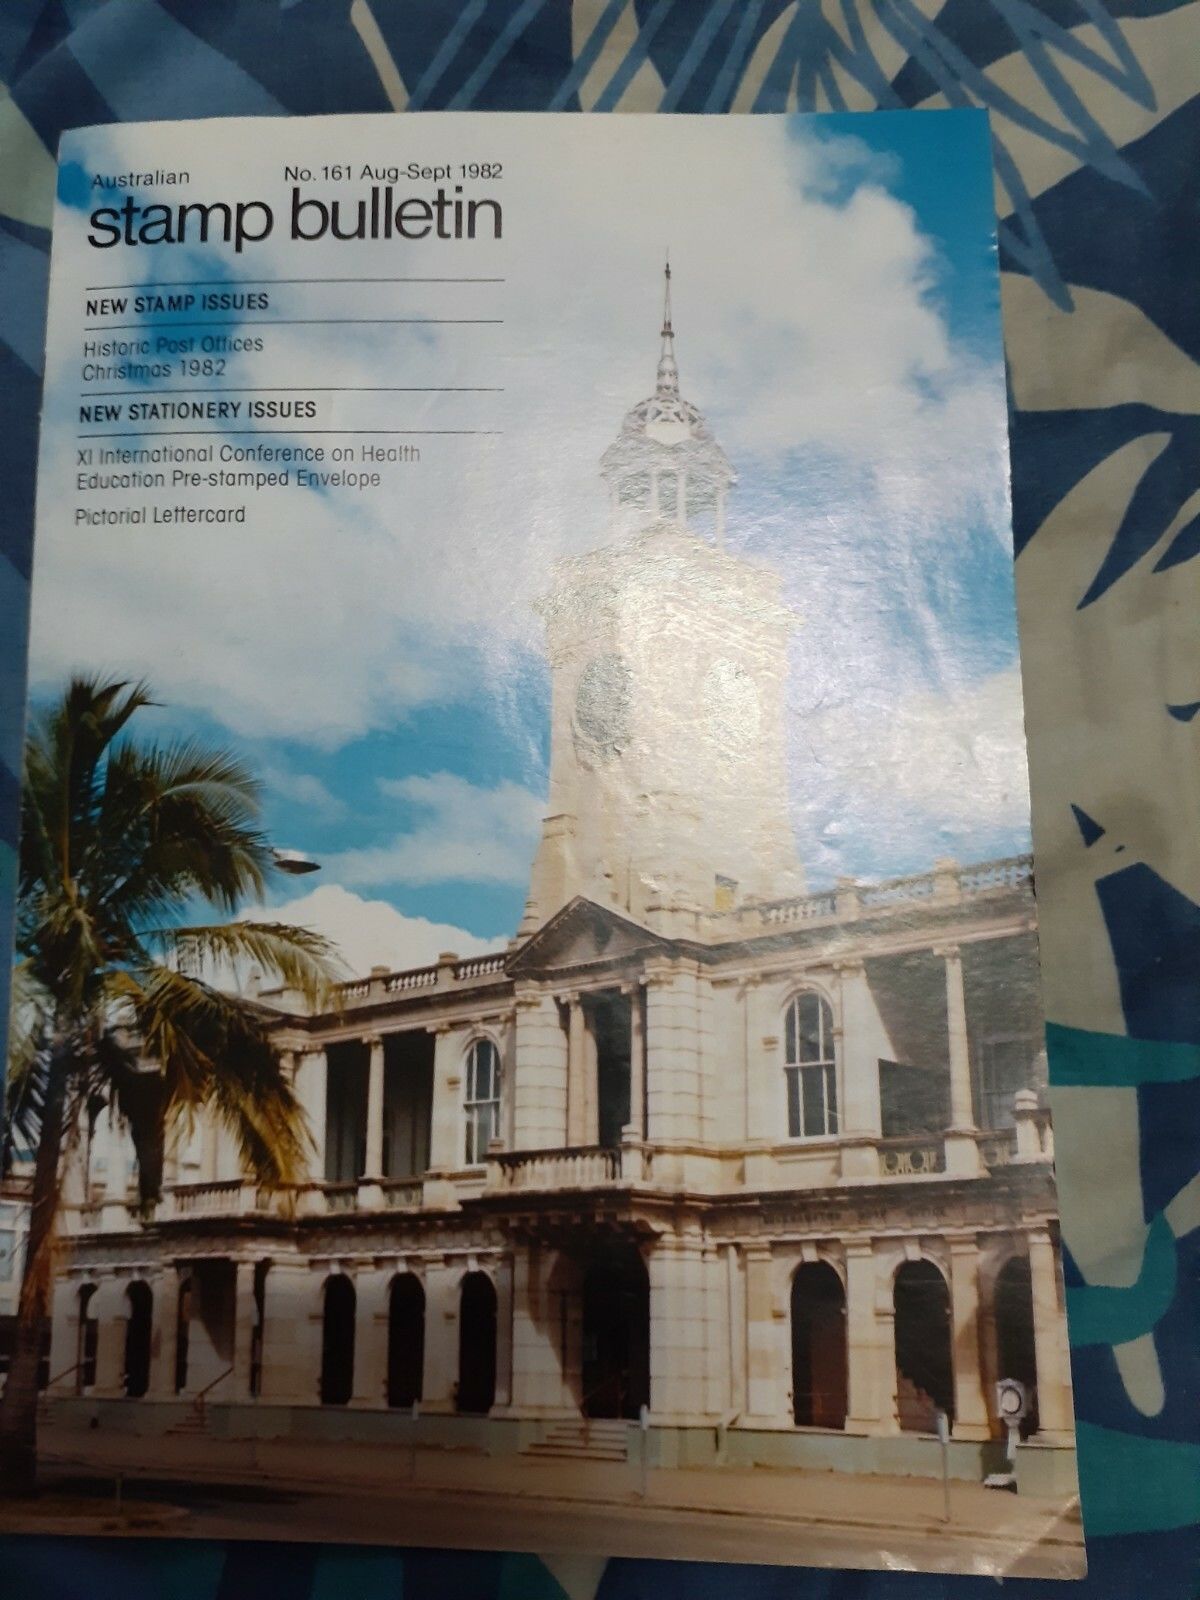 Australian No. 161 Aug-Sept 1982
stamp bulletin
NEW STAMP ISSUES
Historic Post Offices
Christmas 1982
NEW STATIONERY ISSUES
XI International Conference on Health
Education Pre-stamped Envelope
Pictorial Lettercard